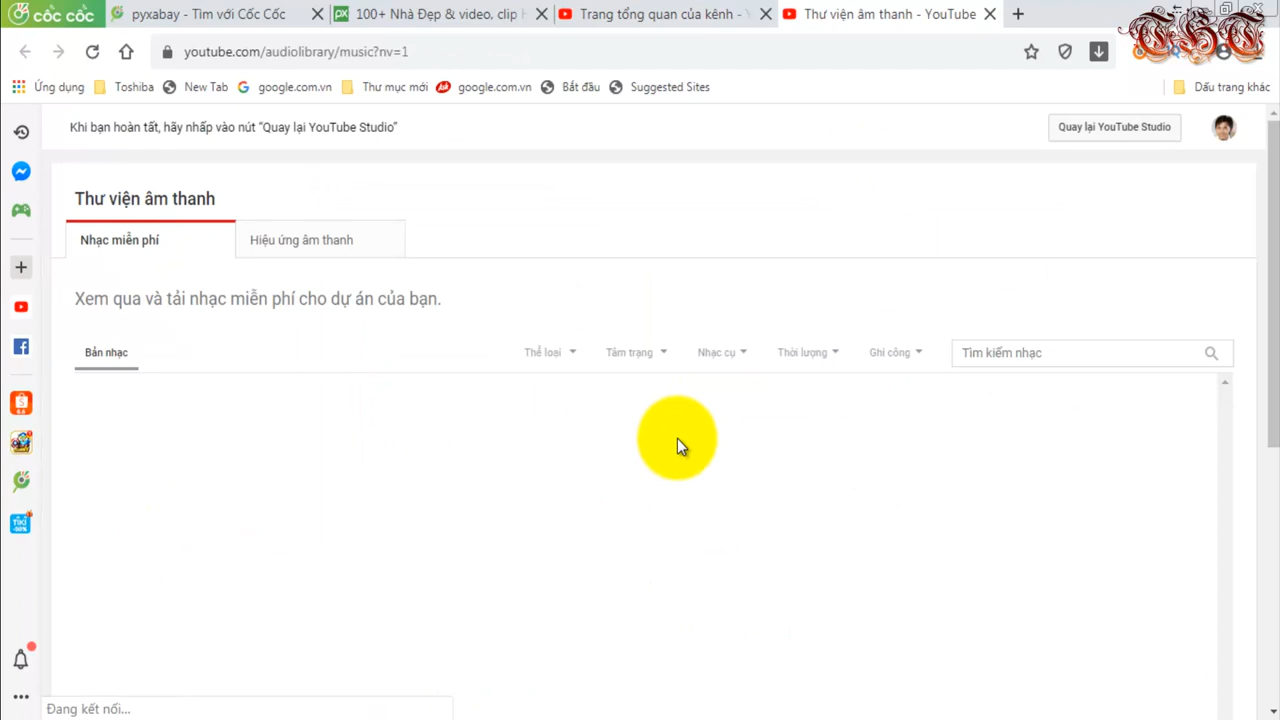 cốc cốc
pyxabay - Tìm với Cốc Cốc
100+ Nhà Đẹp & video, clip
Trang tổng quan của kênh -
Thư viện âm thanh - YouTube
youtube.com/audiolibrary/music?nv=1
Ứng dụng
Toshiba
New Tab
google.com.vn
Thư mục mới
google.com.vn
Bắt đầu
Suggested Sites
Dấu trang khác
Khi bạn hoàn tất, hãy nhấp vào nút “Quay lại YouTube Studio”
Quay lại YouTube Studio
Thư viện âm thanh
Nhạc miễn phí
Hiệu ứng âm thanh
Xem qua và tải nhạc miễn phí cho dự án của bạn.
Bản nhạc
Thể loại
Tâm trạng
Nhạc cụ
Thời lượng
Ghi công
Tìm kiếm nhạc
Đang kết nối...